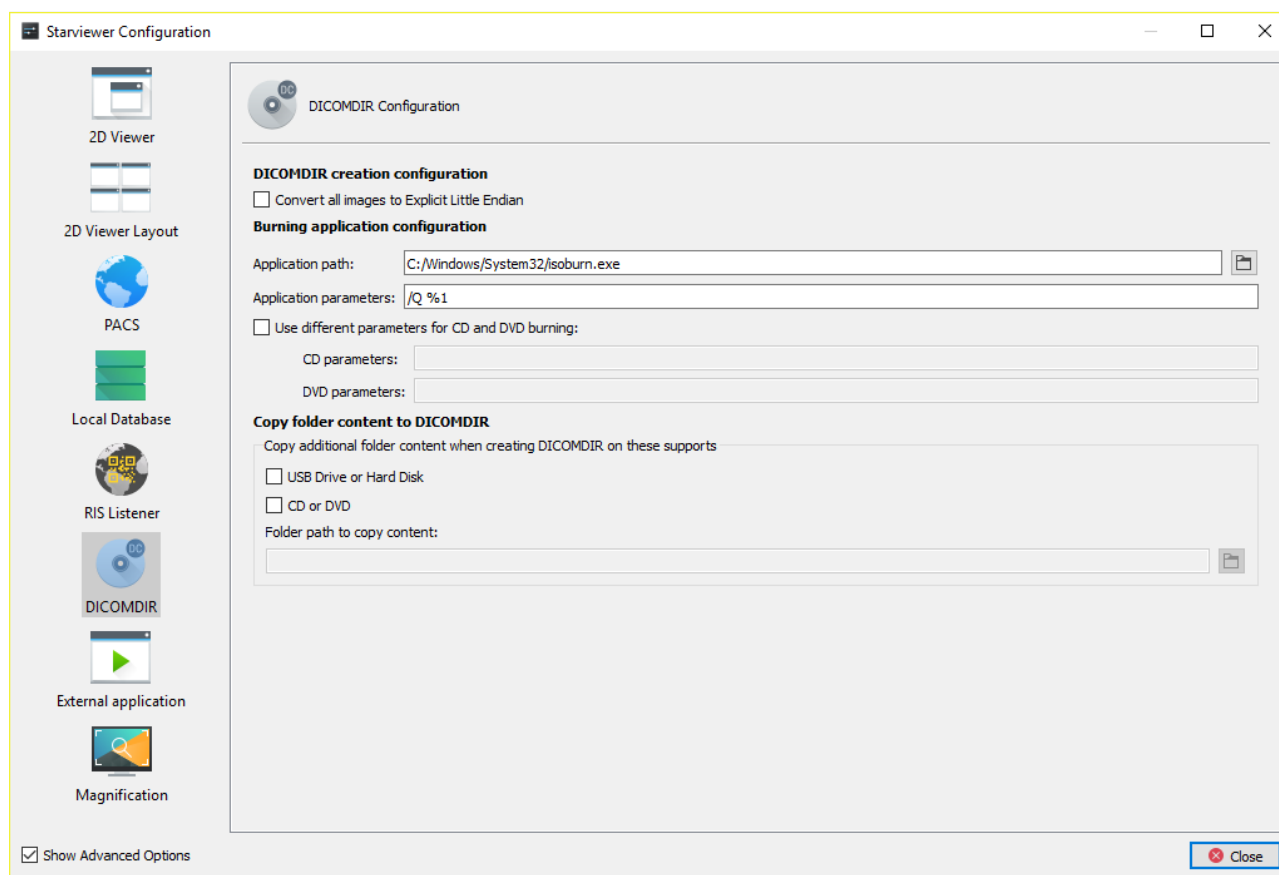 Starviewer Configuration
2D Viewer
2D Viewer Layout
PACS
Local Database
RIS Listener
DC
DICOMDIR
External application
Magnification
DC
DICOMDIR Configuration
DICOMDIR creation configuration
Convert all images to Explicit Little Endian
Burning application configuration
Application path: C:/Windows/System32/isoburn.exe
Application parameters: /Q %1
Use different parameters for CD and DVD burning:
CD parameters:
DVD parameters:
Copy folder content to DICOMDIR
Copy additional folder content when creating DICOMDIR on these supports
USB Drive or Hard Disk
CD or DVD
Folder path to copy content:
Show Advanced Options
Close